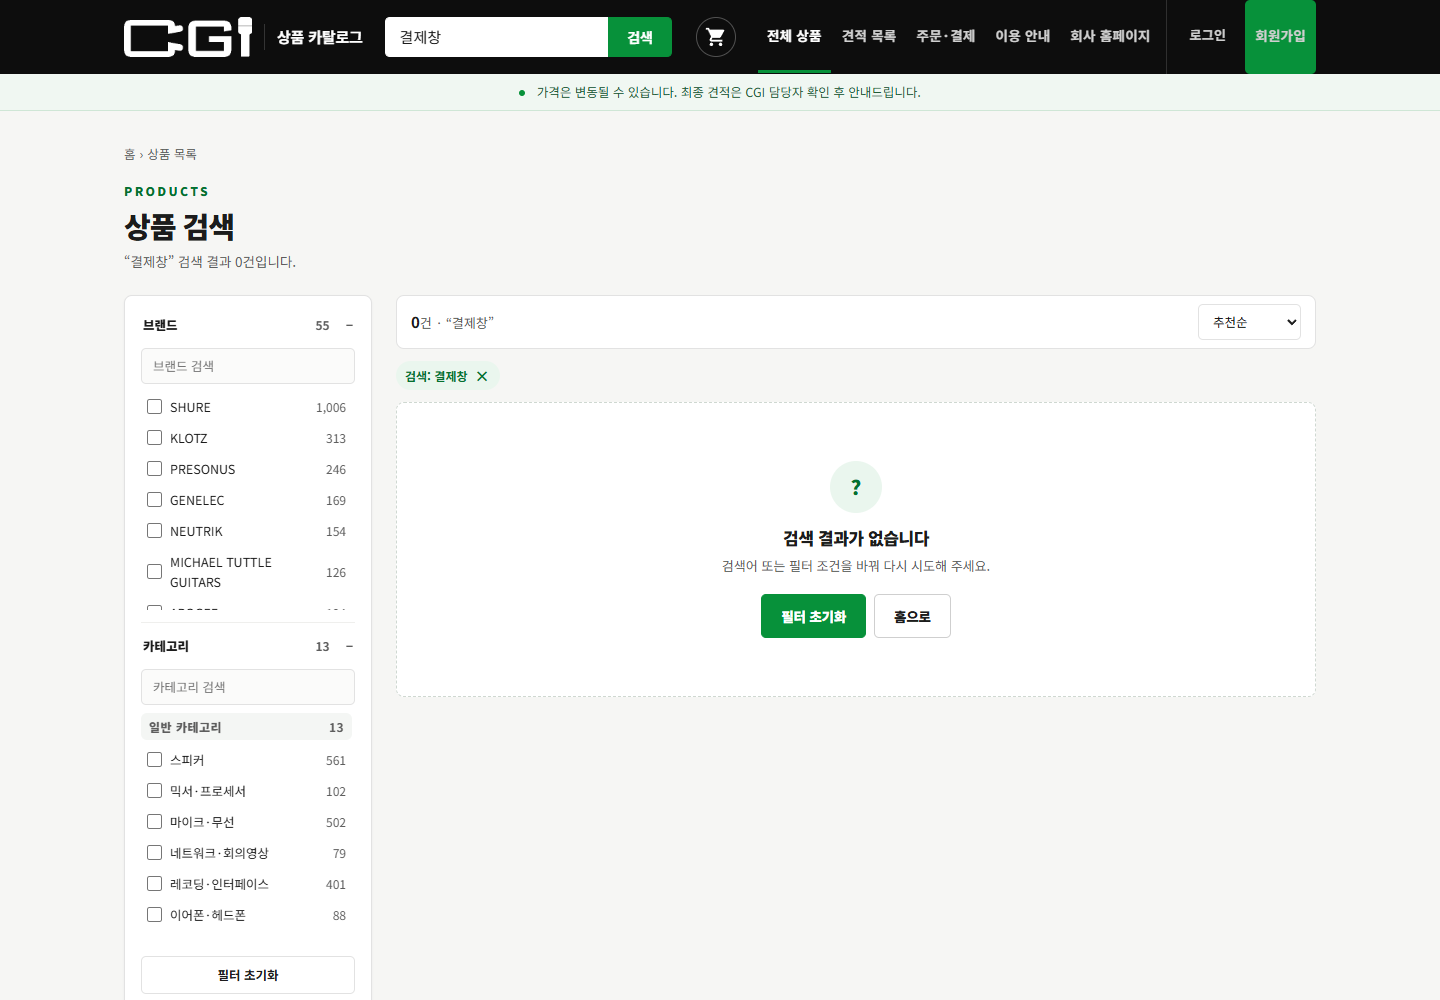 CGI
상품 카탈로그
결제창
검색
전체 상품
견적 목록
주문·결제
이용 안내
회사 홈페이지
로그인
회원가입
가격은 변동될 수 있습니다. 최종 견적은 CGI 담당자 확인 후 안내드립니다.
홈 › 상품 목록
PRODUCTS
상품 검색
“결제창” 검색 결과 0건입니다.
브랜드 55 −
브랜드 검색
SHURE 1,006
KLOTZ 313
PRESONUS 246
GENELEC 169
NEUTRIK 154
MICHAEL TUTTLE
GUITARS 126
카테고리 13 −
카테고리 검색
일반 카테고리 13
스피커 561
믹서·프로세서 102
마이크·무선 502
네트워크·회의영상 79
레코딩·인터페이스 401
이어폰·헤드폰 88
필터 초기화
0건 · “결제창”
추천순
검색: 결제창 ✕
?
검색 결과가 없습니다
검색어 또는 필터 조건을 바꿔 다시 시도해 주세요.
필터 초기화
홈으로